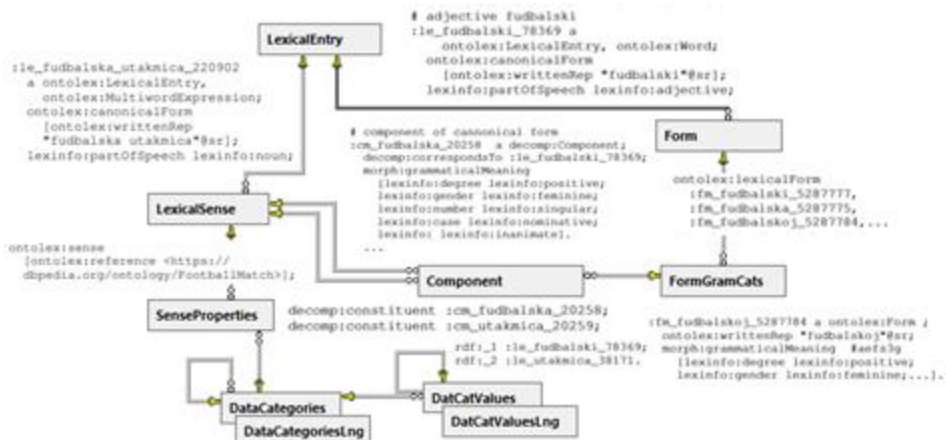 LexicalEntry
# adjective fudbalski
:le_fudbalski_78369 a
ontolex:LexicalEntry, ontolex:Word;
ontolex:canonicalForm
[ontolex:writtenRep "fudbalski"@sr];
lexinfo:partOfSpeech lexinfo:adjective;
:le_fudbalska_utakmica_220902
a ontolex:LexicalEntry,
ontolex:MultiwordExpression;
ontolex:canonicalForm
[ontolex:writtenRep
"fudbalska utakmica"@sr];
lexinfo:partOfSpeech lexinfo:noun;
# component of cannonical form
:cm_fudbalska_20258 a decomp:Component;
decomp:correspondsTo :le_fudbalski_78369;
morph:grammaticalMeaning
[lexinfo:degree lexinfo:positive;
lexinfo:gender lexinfo:feminine;
lexinfo:number lexinfo:singular;
lexinfo:case lexinfo:nominative;
lexinfo: lexinfo:inanimate].
...
Form
ontolex:lexicalForm
:fm_fudbalski_5287777,
:fm_fudbalska_5287775,
:fm_fudbalskoj_5287784,...
LexicalSense
ontolex:sense
[ontolex:reference <https://
dbpedia.org/ontology/FootballMatch>];
Component
FormGramCats
SenseProperties
decomp:constituent :cm_fudbalska_20258;
decomp:constituent :cm_utakmica_20259;
rdf:_1 :le_fudbalski_78369;
rdf:_2 :le_utakmica_38171.
:fm_fudbalskoj_5287784 a ontolex:Form ;
ontolex:writtenRep "fudbalskoj"@sr;
morph:grammaticalMeaning #aefs3g
[lexinfo:degree lexinfo:positive;
lexinfo:gender lexinfo:feminine;...].
DataCategories
DataCategoriesLng
DatCatValues
DatCatValuesLng